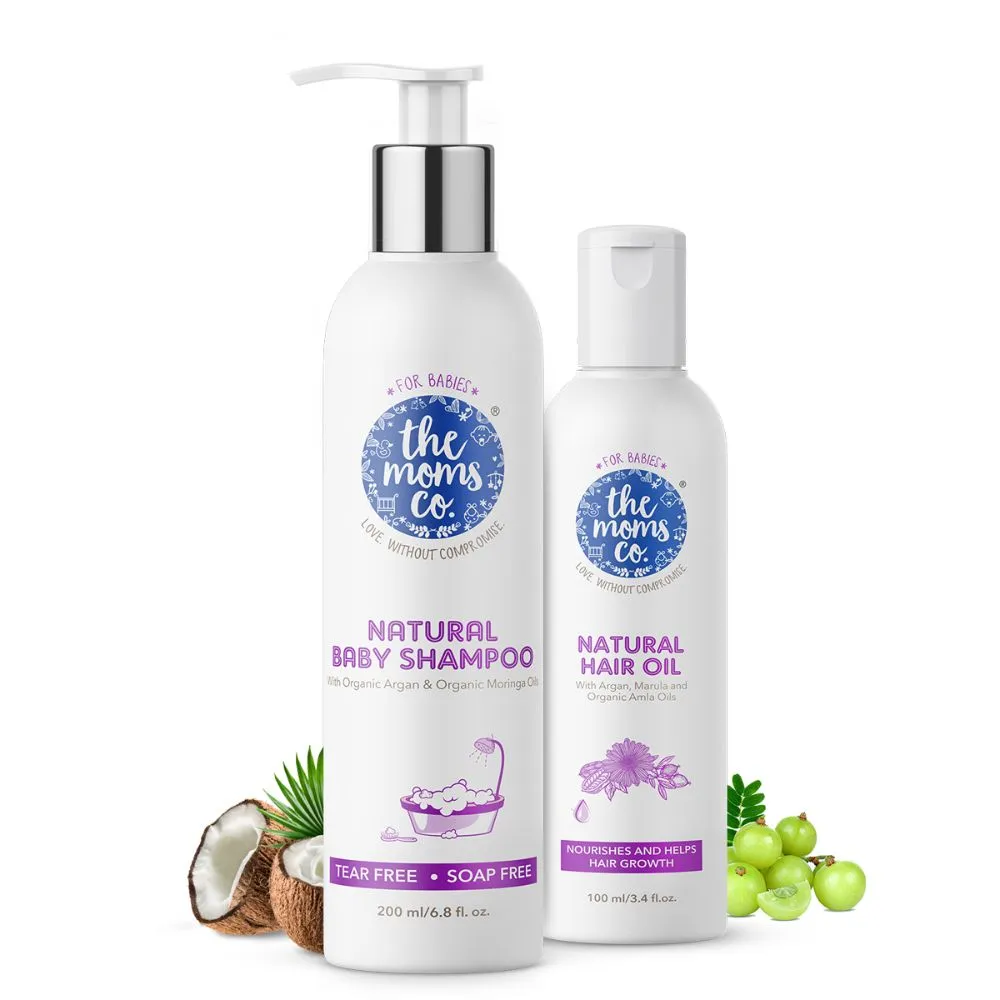 *FOR BABIES*
the
moms
co.
®
LOVE. WITHOUT COMPROMISE.
NATURAL
BABY SHAMPOO
With Organic Argan & Organic Moringa Oils
TEAR FREE • SOAP FREE
200 ml/6.8 fl. oz.
*FOR BABIES*
the
moms
co.
®
LOVE. WITHOUT COMPROMISE.
NATURAL
HAIR OIL
With Argan, Marula and
Organic Amla Oils
NOURISHES AND HELPS
HAIR GROWTH
100 ml/3.4 fl.oz.